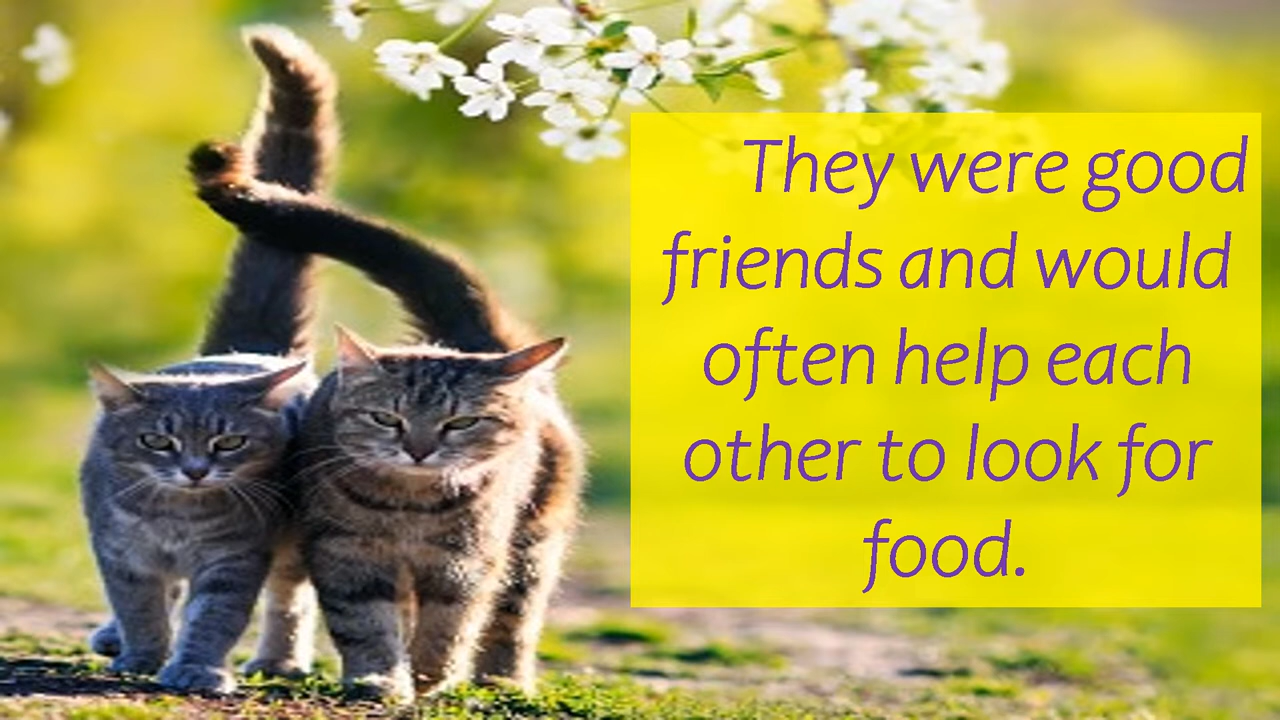 They were good
friends and would
often help each
other to look for
food.